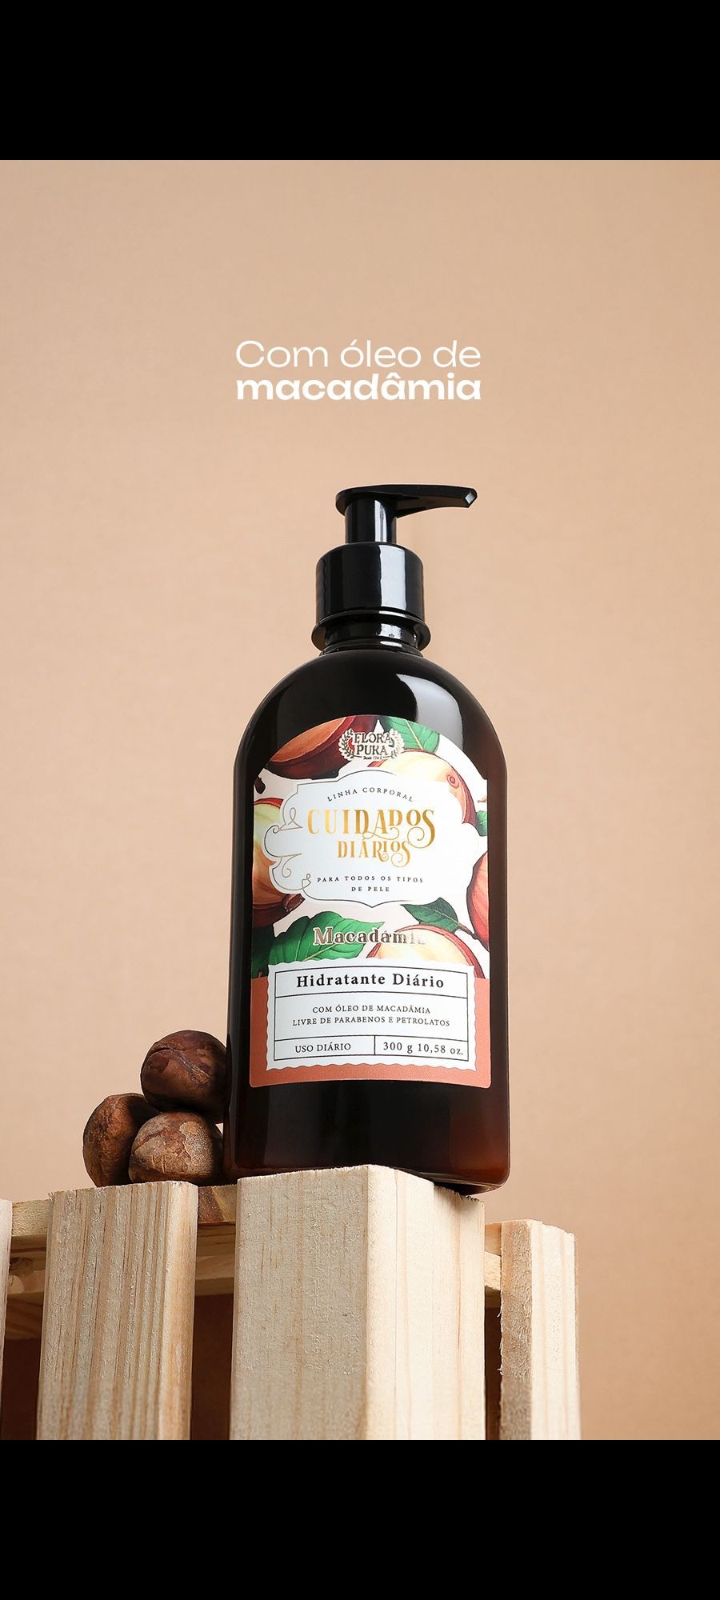 Com óleo de
macadâmia
FLORA
PURA
LINHA CORPORAL
CUIDADOS
DIÁRIOS
PARA TODOS OS TIPOS
DE PELE
Macadâmia
Hidratante Diário
COM ÓLEO DE MACADÂMIA
LIVRE DE PARABENOS E PETROLATOS
USO DIÁRIO
300 g 10,58 oz.